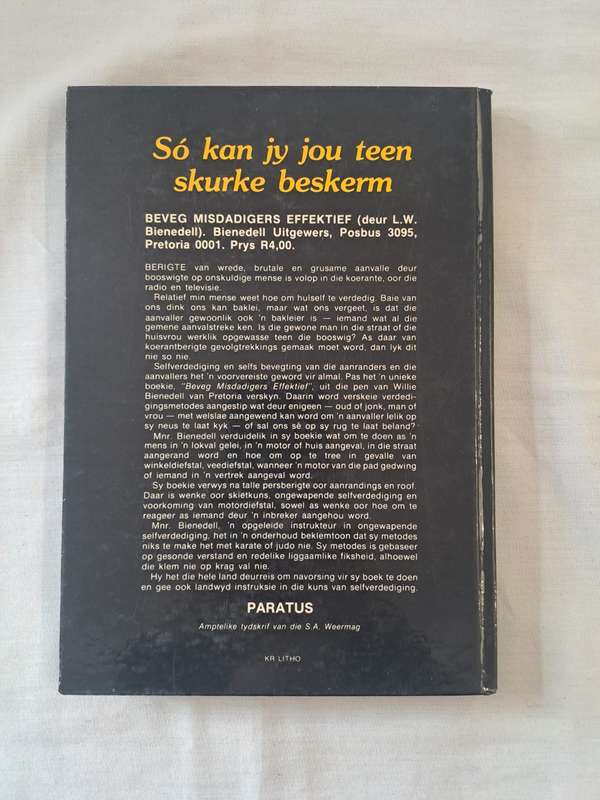 Só kan jy jou teen
skurke beskerm
BEVEG MISDADIGERS EFFEKTIEF (deur L.W.
Bienedell). Bienedell Uitgewers, Posbus 3095,
Pretoria 0001. Prys R4,00.
BERIGTE van wrede, brutale en grusame aanvalle deur
booswigte op onskuldige mense is volop in die koerante, oor die
radio en televisie.
Relatief min mense weet hoe om hulself te verdedig. Baie van
ons dink ons kan baklei, maar wat ons vergeet, is dat die
aanvaller gewoonlik ook 'n bakleier is — iemand wat al die
gemene aanvalstreke ken. Is die gewone man in die straat of die
huisvrou werklik opgewasse teen die booswig? As daar van
koerantberigte gevolgtrekkings gemaak moet word, dan lyk dit
nie so nie.
Selfverdediging en selfs bevegting van die aanranders en die
aanvallers het 'n voorvereiste geword vir almal. Pas het 'n unieke
boekie, "Beveg Misdadigers Effektief", uit die pen van Willie
Bienedell van Pretoria verskyn. Daarin word verskeie verdedi-
gingsmetodes aangestip wat deur enigeen — oud of jonk, man of
vrou — met welslae aangewend kan word om 'n aanvaller lelik op
sy neus te laat kyk — of sal ons sê op sy rug te laat beland?
Mnr. Bienedell verduidelik in sy boekie wat om te doen as 'n
mens in 'n lokval gelei, in 'n motor of huis aangeval, in die straat
aangerand word en hoe om op te tree in gevalle van
winkeldiefstal, veediefstal, wanneer 'n motor van die pad gedwing
of iemand in 'n vertrek aangeval word.
Sy boekie verwys na talle persberigte oor aanrandings en roof.
Daar is wenke oor skietkuns, ongewapende selfverdediging en
voorkoming van motordiefstal, sowel as wenke oor hoe om te
reageer as iemand deur 'n inbreker aangehou word.
Mnr. Bienedell, 'n opgeleide instrukteur in ongewapende
selfverdediging, het in 'n onderhoud beklemtoon dat sy metodes
niks te make het met karate of judo nie. Sy metodes is gebaseer
op gesonde verstand en redelike liggaamlike fiksheid, alhoewel
die klem nie op krag val nie.
Hy het die hele land deurreis om navorsing vir sy boek te doen
en gee ook landwyd instruksie in die kuns van selfverdediging.
PARATUS
Amptelike tydskrif van die S.A. Weermag
KR LITHO